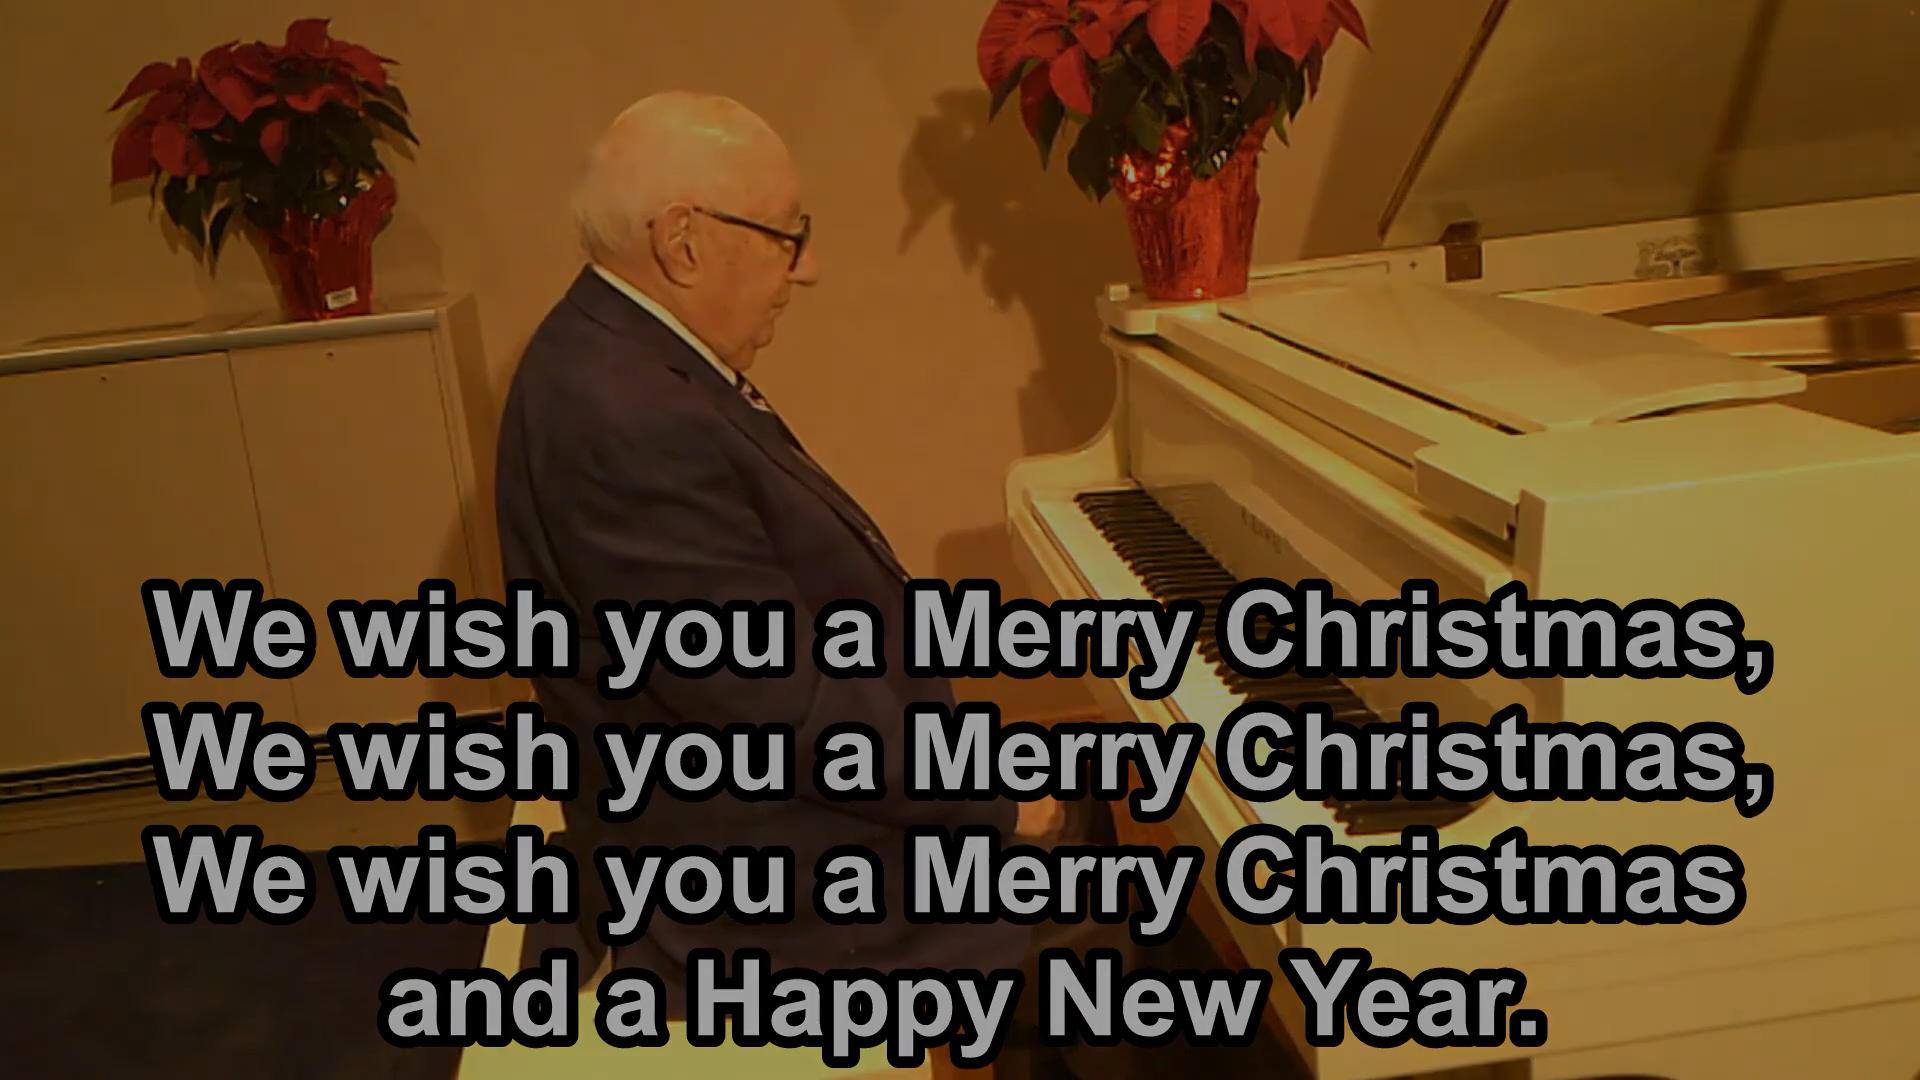 We wish you a Merry Christmas,
We wish you a Merry Christmas,
We wish you a Merry Christmas
and a Happy New Year.